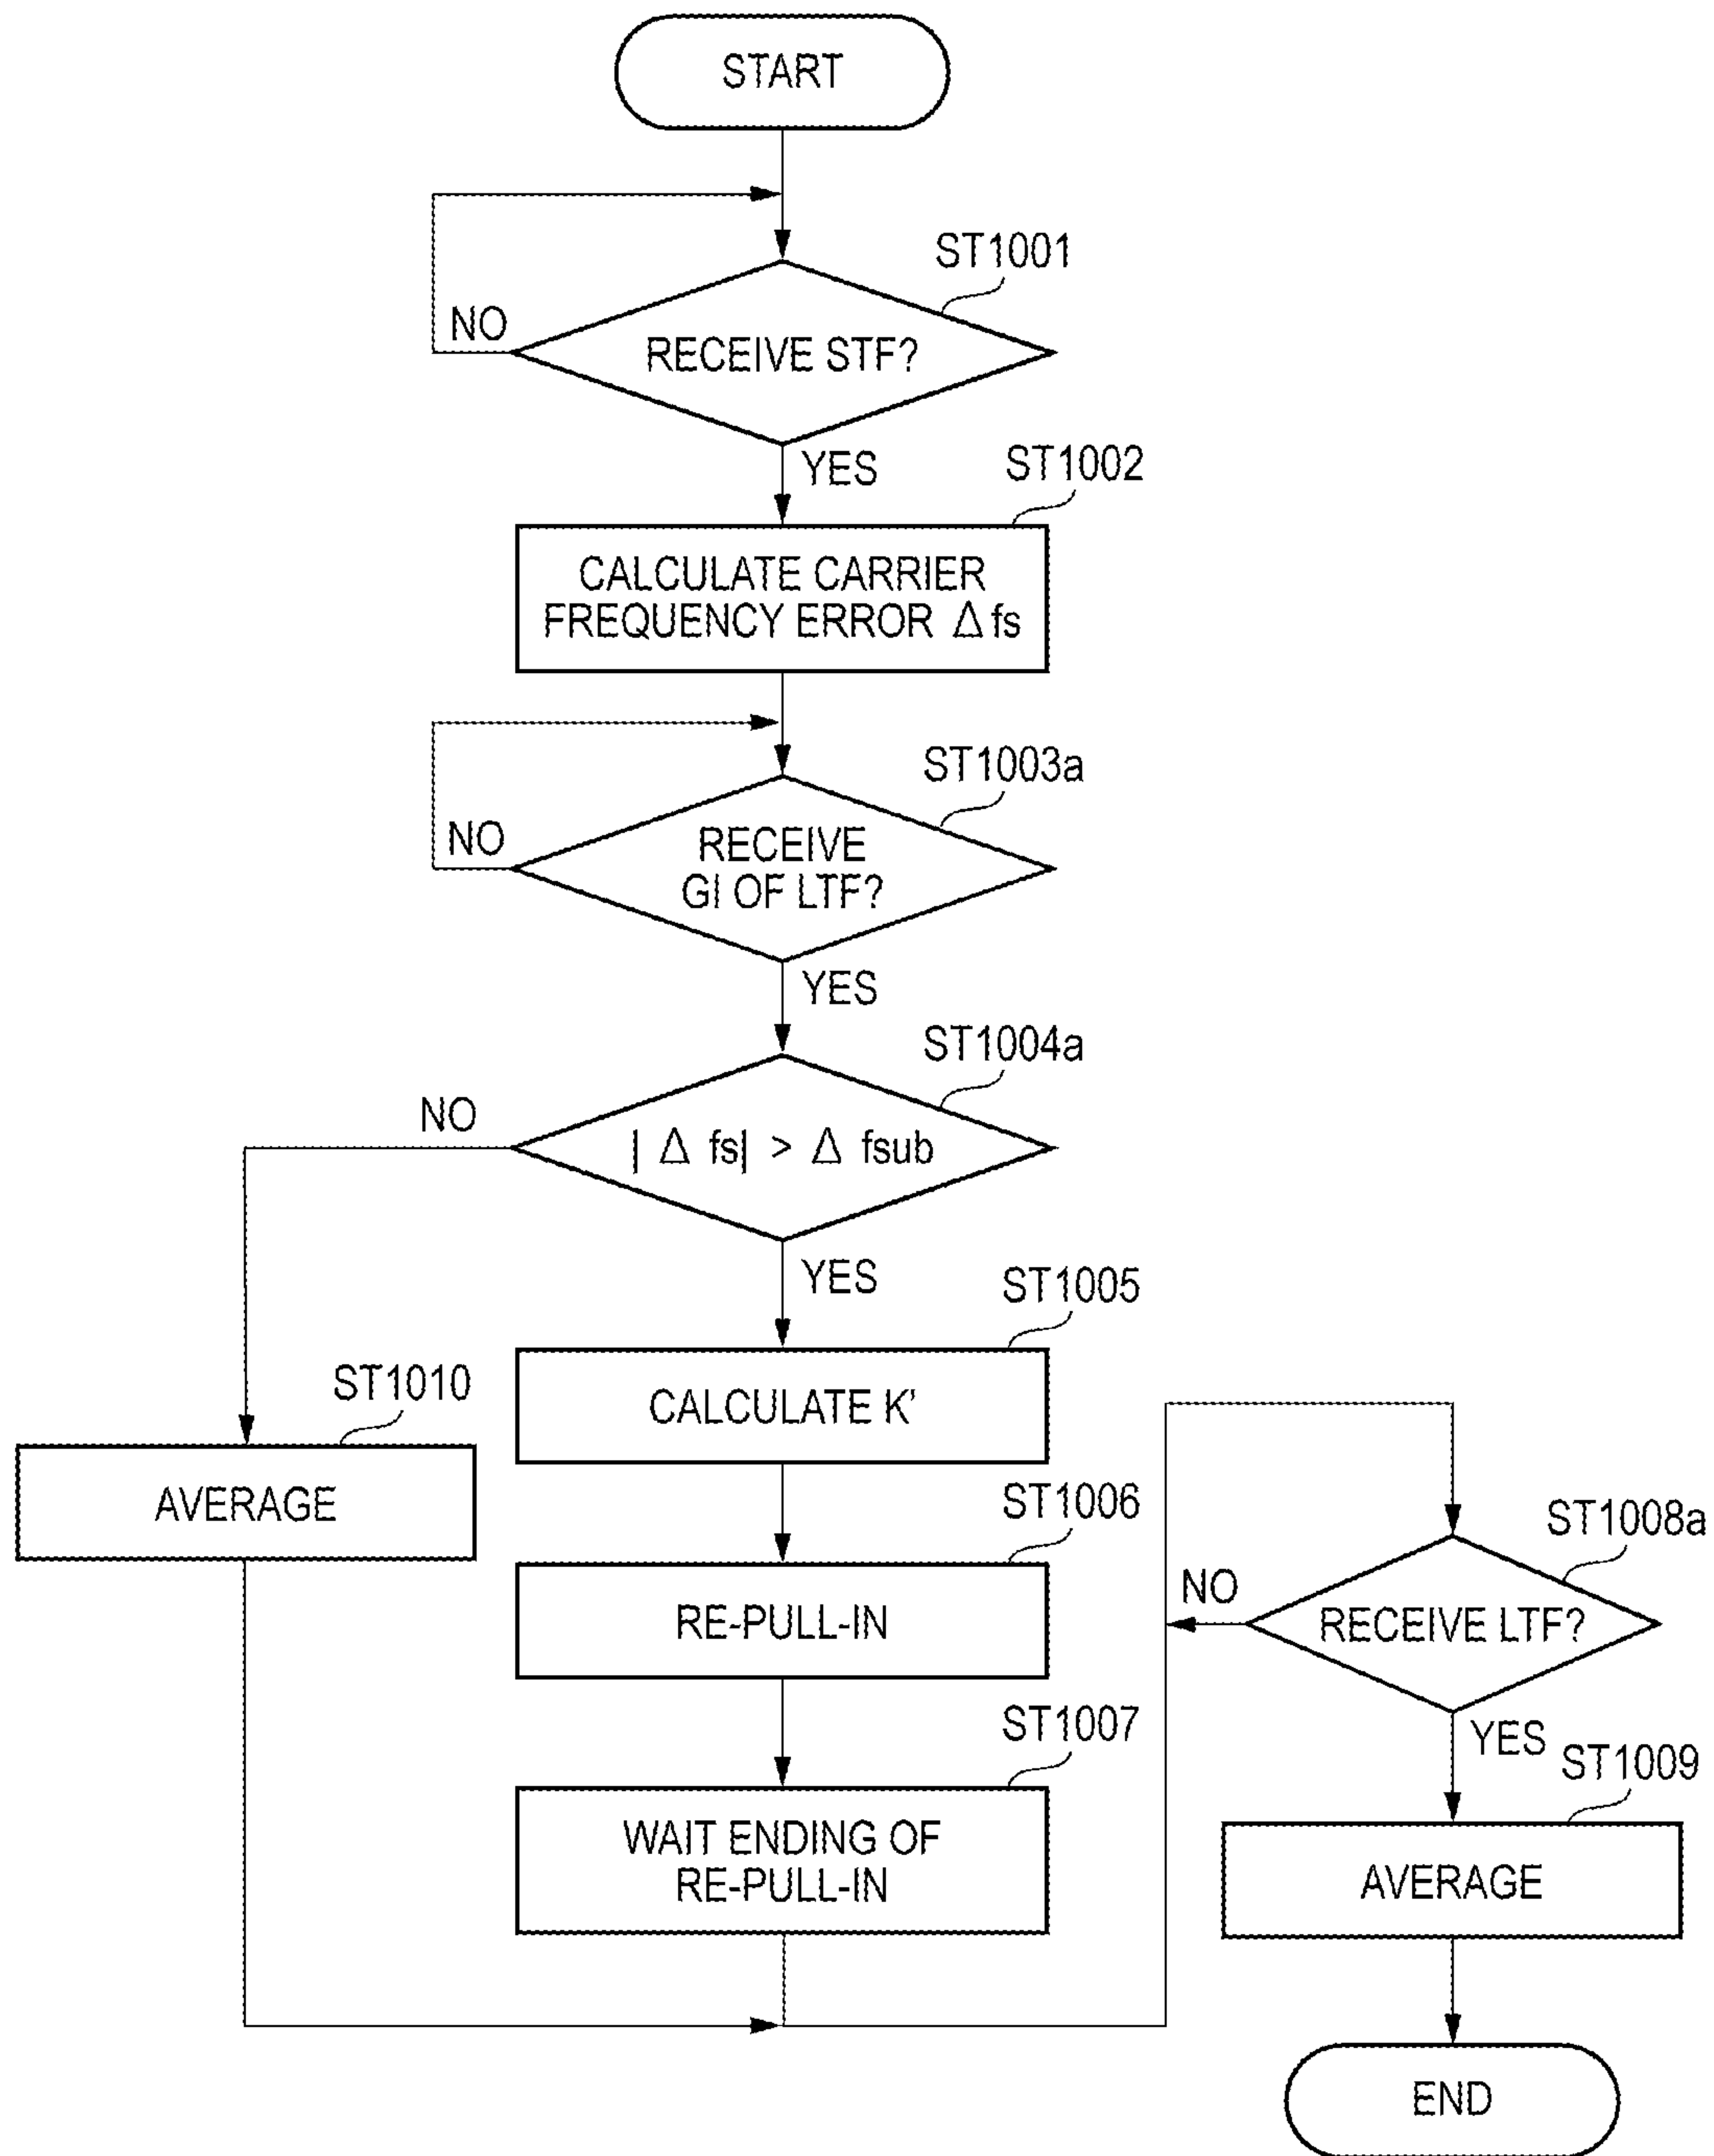 START
ST1001
NO
RECEIVE STF?
YES
ST1002
CALCULATE CARRIER
FREQUENCY ERROR Δfs
ST1003a
NO
RECEIVE
GI OF LTF?
YES
ST1004a
NO
| Δ fs| > Δ fsub
YES
ST1005
CALCULATE K'
ST1010
AVERAGE
ST1006
RE-PULL-IN
ST1007
WAIT ENDING OF
RE-PULL-IN
ST1008a
NO
RECEIVE LTF?
YES
ST1009
AVERAGE
END